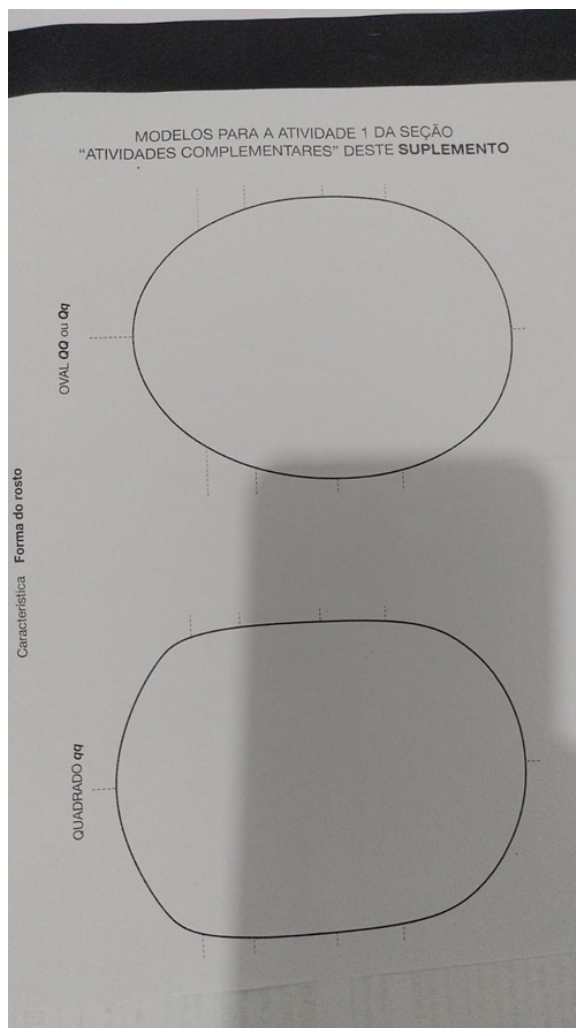 MODELOS PARA A ATIVIDADE 1 DA SEÇÃO
“ATIVIDADES COMPLEMENTARES” DESTE SUPLEMENTO
Característica Forma do rosto
OVAL QQ ou Qq
QUADRADO qq